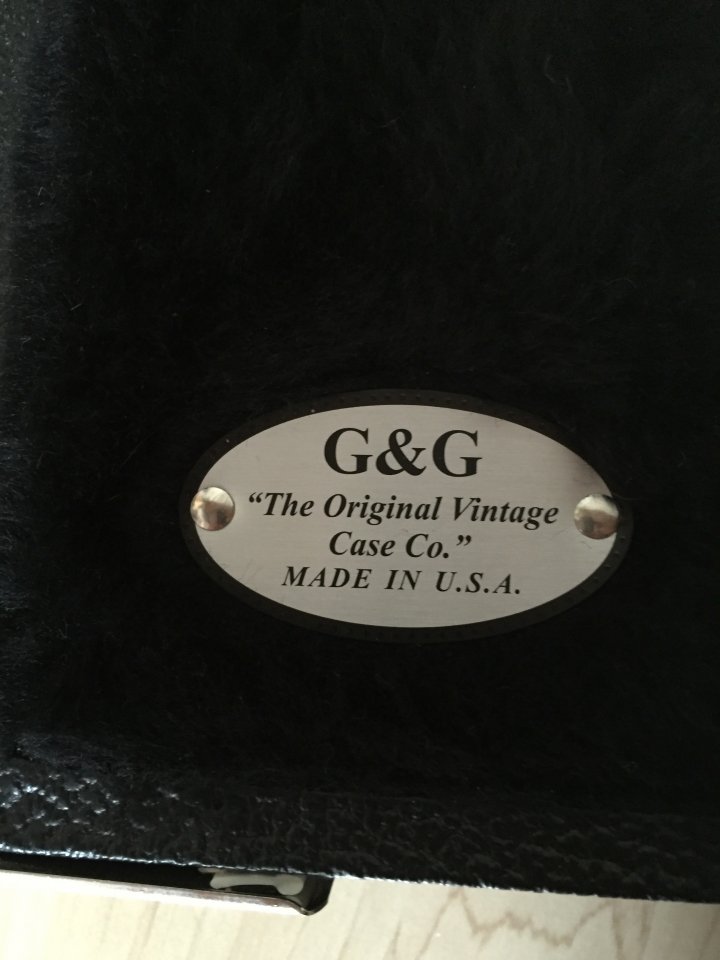 G&G
“The Original Vintage
Case Co.”
MADE IN U.S.A.